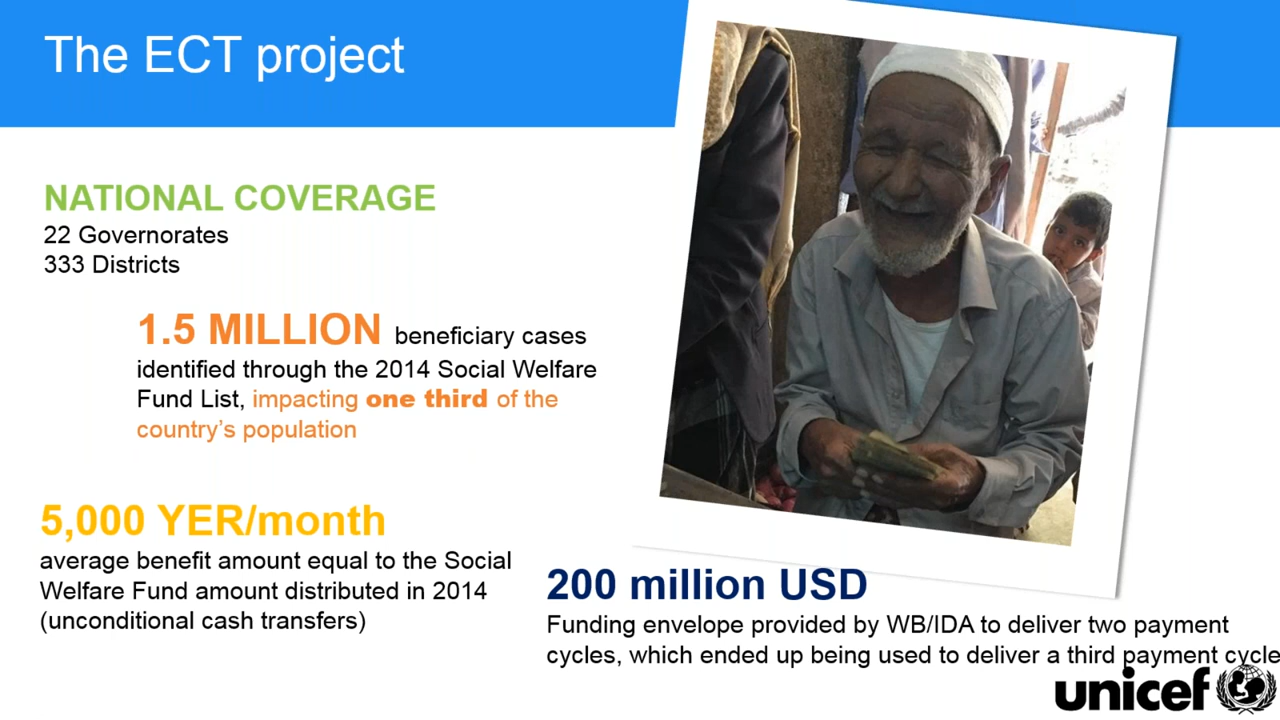 The ECT project
NATIONAL COVERAGE
22 Governorates
333 Districts
1.5 MILLION beneficiary cases
identified through the 2014 Social Welfare
Fund List, impacting one third of the
country’s population
5,000 YER/month
average benefit amount equal to the Social
Welfare Fund amount distributed in 2014
(unconditional cash transfers)
200 million USD
Funding envelope provided by WB/IDA to deliver two payment
cycles, which ended up being used to deliver a third payment cycle
unicef